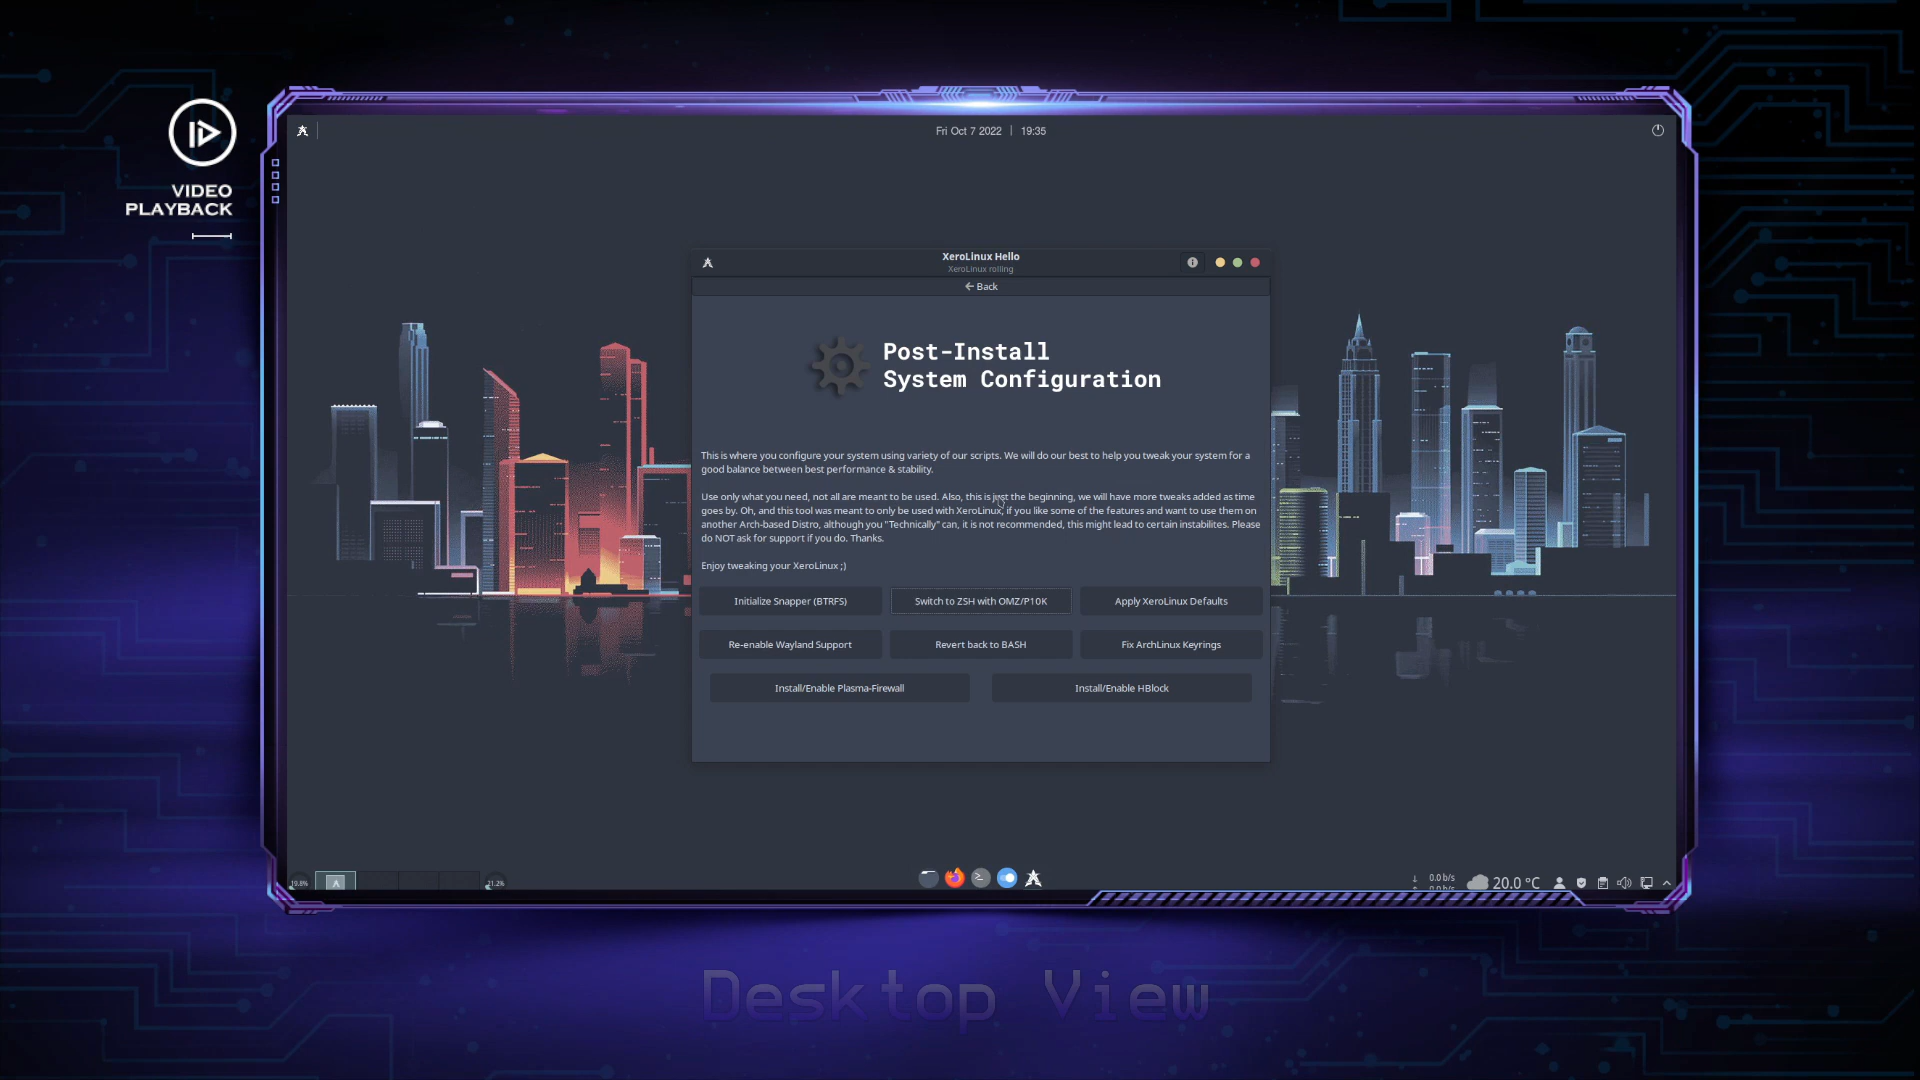 VIDEO
PLAYBACK
Fri Oct 7 2022 | 19:35
XeroLinux Hello
XeroLinux rolling
Back
Post-Install
System Configuration
This is where you configure your system using variety of our scripts. We will do our best to help you tweak your system for a
good balance between best performance & stability.
Use only what you need, not all are meant to be used. Also, this is just the beginning, we will have more tweaks added as time
goes by. Oh, and this tool was meant to only be used with XeroLinux, if you like some of the features and want to use them on
another Arch-based Distro, although you "Technically" can, it is not recommended, this might lead to certain instabilites. Please
do NOT ask for support if you do. Thanks.
Enjoy tweaking your XeroLinux ;)
Initialize Snapper (BTRFS)
Switch to ZSH with OMZ/P10K
Apply XeroLinux Defaults
Re-enable Wayland Support
Revert back to BASH
Fix ArchLinux Keyrings
Install/Enable Plasma-Firewall
Install/Enable HBlock
19.8%
0.0 b/s
0.0 b/s
20.0 °C
Desktop View